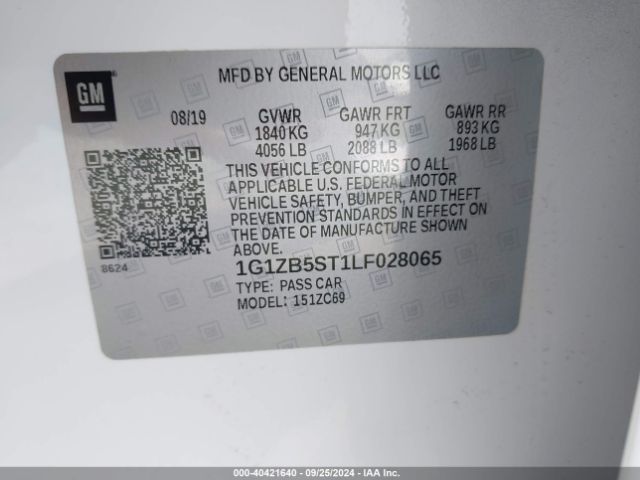 GM
MFD BY GENERAL MOTORS LLC
08/19 GVWR GAWR FRT GAWR RR
1840 KG 947 KG 893 KG
4056 LB 2088 LB 1968 LB
THIS VEHICLE CONFORMS TO ALL
APPLICABLE U.S. FEDERAL MOTOR
VEHICLE SAFETY, BUMPER, AND THEFT
PREVENTION STANDARDS IN EFFECT ON
THE DATE OF MANUFACTURE SHOWN
ABOVE.
8624
1G1ZB5ST1LF028065
TYPE: PASS CAR
MODEL: 151ZC69
000-40421640 - 09/25/2024 - IAA Inc.